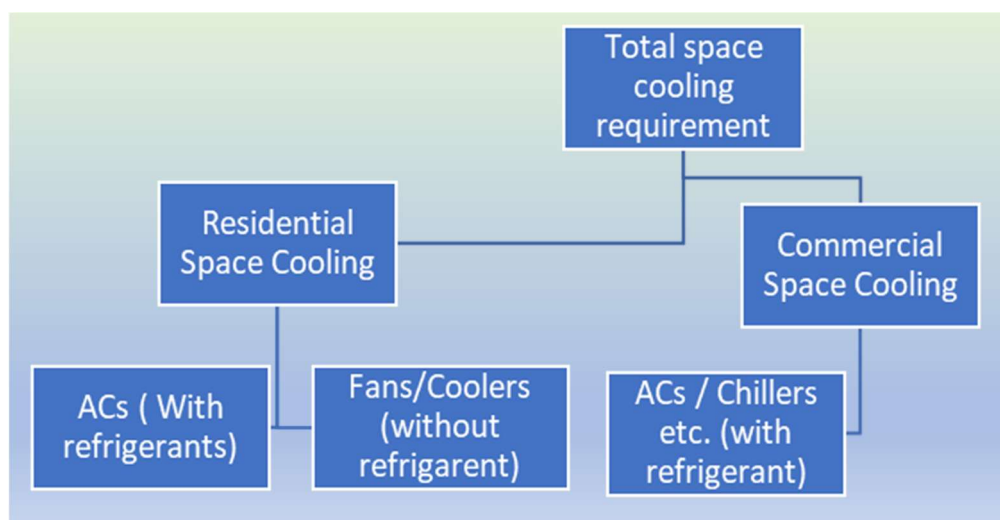 Total space
cooling
requirement
Residential
Space Cooling
Commercial
Space Cooling
ACs ( With
refrigerants)
Fans/Coolers
(without
refrigarent)
ACs / Chillers
etc. (with
refrigerant)